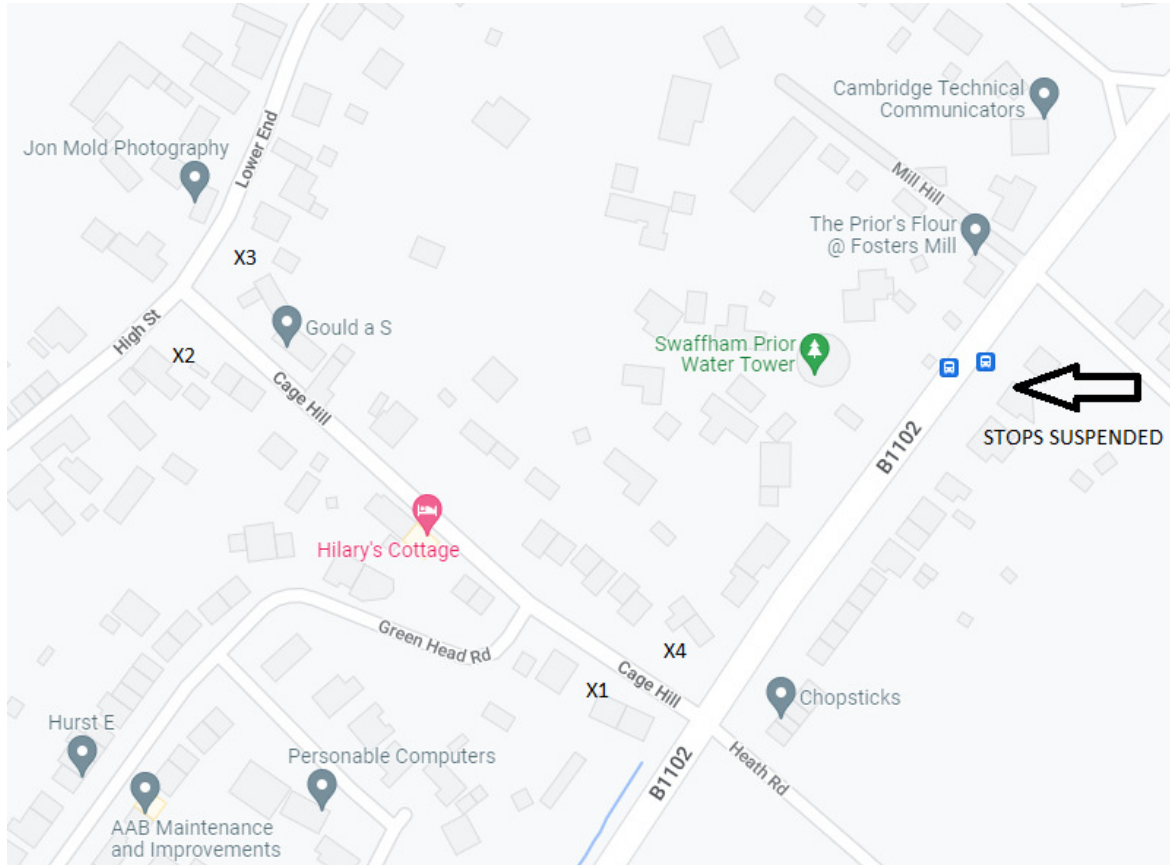 Cambridge Technical
Communicators
Jon Mold Photography
Lower End
Mill Hill
The Prior's Flour
@ Fosters Mill
X3
High St
Gould a S
X2
Swaffham Prior
Water Tower
Cage Hill
B1102
STOPS SUSPENDED
Hilary's Cottage
Green Head Rd
X4
Cage Hill
X1
Chopsticks
Hurst E
Personable Computers
B1102
Heath Rd
AAB Maintenance
and Improvements